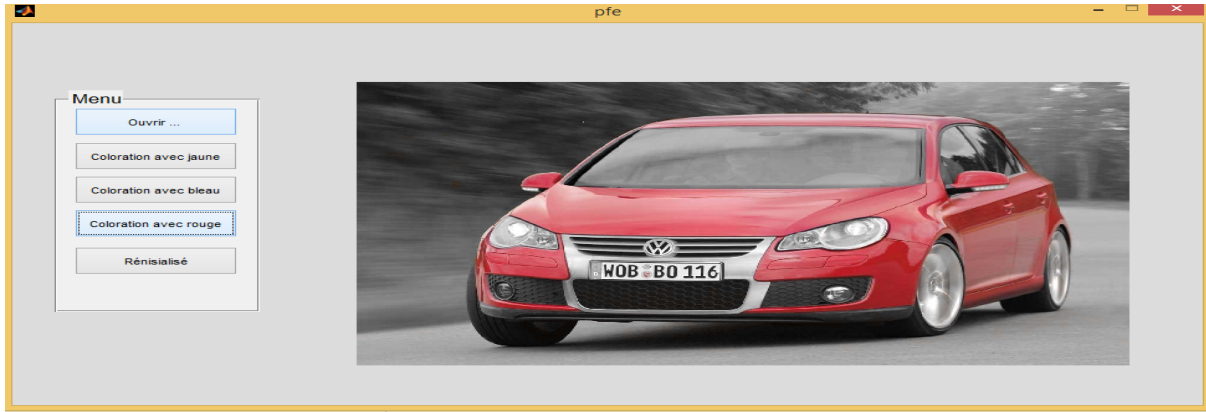 pfe
Menu
Ouvrir ...
Coloration avec jaune
Coloration avec bleau
Coloration avec rouge
Rénisialisé
WOB BO 116